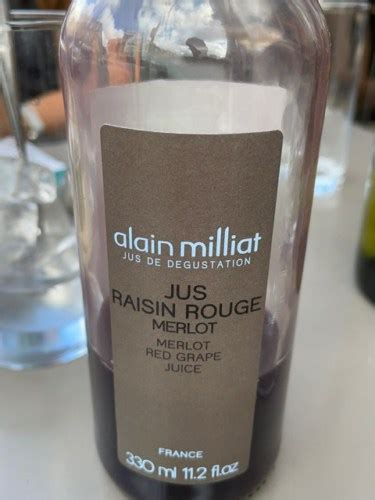 alain milliat
JUS DE DEGUSTATION
JUS
RAISIN ROUGE
MERLOT
MERLOT
RED GRAPE
JUICE
FRANCE
330 ml 11.2 fl.oz